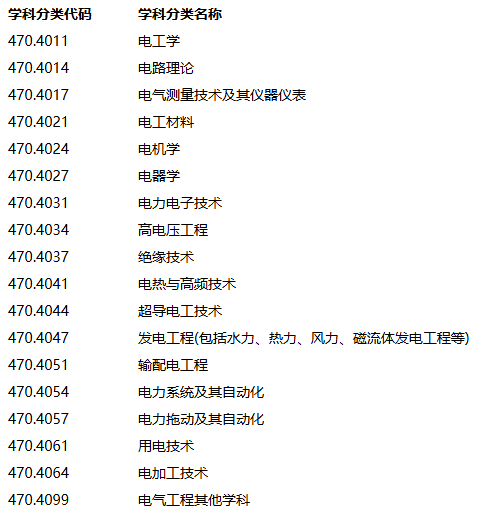 学科分类代码 学科分类名称
470.4011 电工学
470.4014 电路理论
470.4017 电气测量技术及其仪器仪表
470.4021 电工材料
470.4024 电机学
470.4027 电器学
470.4031 电力电子技术
470.4034 高电压工程
470.4037 绝缘技术
470.4041 电热与高频技术
470.4044 超导电工技术
470.4047 发电工程(包括水力、热力、风力、磁流体发电工程等)
470.4051 输配电工程
470.4054 电力系统及其自动化
470.4057 电力拖动及其自动化
470.4061 用电技术
470.4064 电加工技术
470.4099 电气工程其他学科